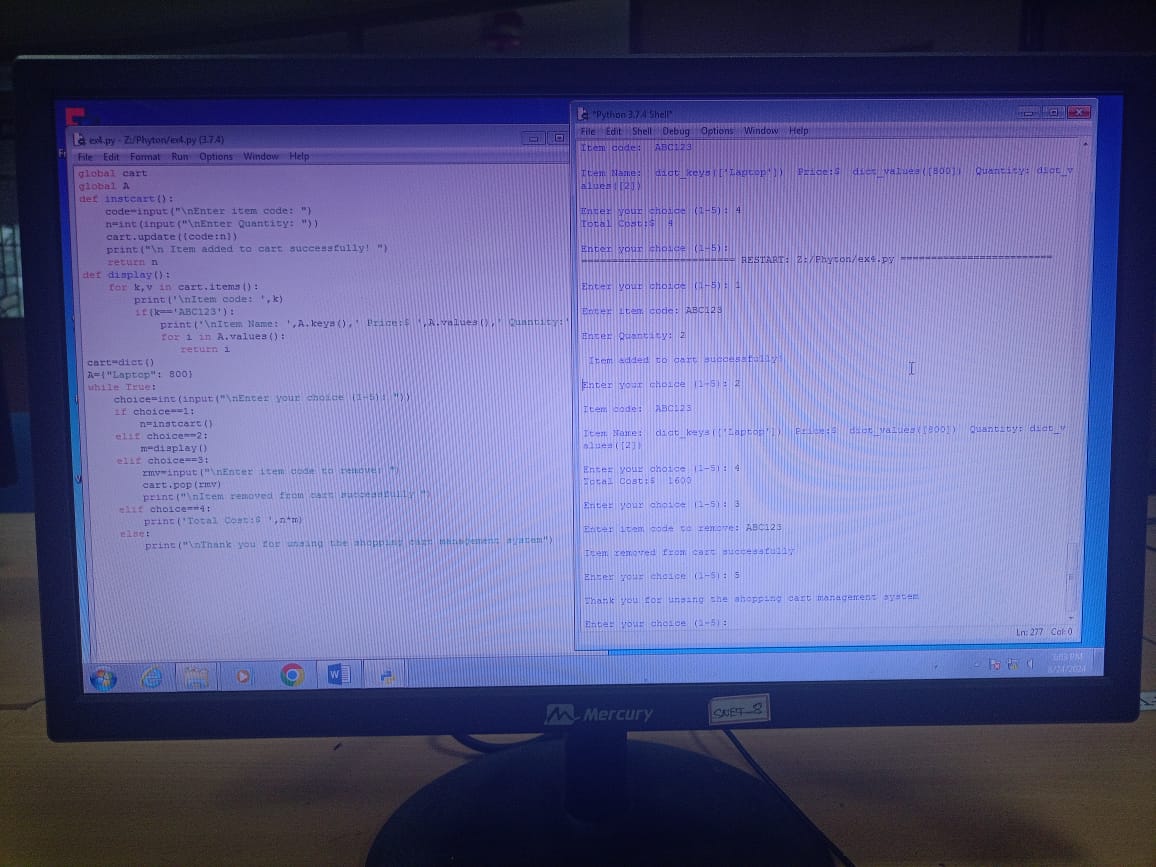 ex4.py - Z:/Phyton/ex4.py (3.7.4)
File Edit Format Run Options Window Help
global cart
global A
def instcart():
    code=input("\nEnter item code: ")
    n=int(input("\nEnter Quantity: "))
    cart.update({code:n})
    print("\n Item added to cart successfully! ")
    return n
def display():
    for k,v in cart.items():
        print('\nItem code: ',k)
        if(k=='ABC123'):
            print('\nItem Name: ',A.keys(),' Price:$ ',A.values(),' Quantity:'
            for i in A.values():
                return i
cart=dict()
A={"Laptop": 800}
while True:
    choice=int(input("\nEnter your choice (1-5): "))
    if choice==1:
        n=instcart()
    elif choice==2:
        m=display()
    elif choice==3:
        rmv=input("\nEnter item code to remove: ")
        cart.pop(rmv)
        print("\nItem removed from cart successfully ")
    elif choice==4:
        print('Total Cost:$ ',n*m)
    else:
        print("\nThank you for unsing the shopping cart management system")
*Python 3.7.4 Shell*
File Edit Shell Debug Options Window Help
Item code:  ABC123
Item Name:  dict_keys(['Laptop'])  Price:$  dict_values([800])  Quantity: dict_v
alues([2])
Enter your choice (1-5): 4
Total Cost:$  4
Enter your choice (1-5):
========================= RESTART: Z:/Phyton/ex4.py =========================
Enter your choice (1-5): 1
Enter item code: ABC123
Enter Quantity: 2
 Item added to cart successfully!
Enter your choice (1-5): 2
Item code:  ABC123
Item Name:  dict_keys(['Laptop'])  Price:$  dict_values([800])  Quantity: dict_v
alues([2])
Enter your choice (1-5): 4
Total Cost:$  1600
Enter your choice (1-5): 3
Enter item code to remove: ABC123
Item removed from cart successfully
Enter your choice (1-5): 5
Thank you for unsing the shopping cart management system
Enter your choice (1-5):
Ln: 277 Col: 0
Mercury
SNET-8